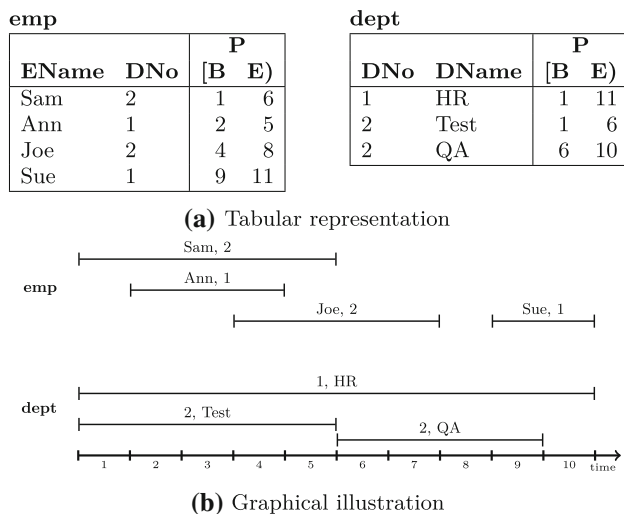 emp
P
EName DNo [B E)
Sam 2 1 6
Ann 1 2 5
Joe 2 4 8
Sue 1 9 11
dept
P
DNo DName [B E)
1 HR 1 11
2 Test 1 6
2 QA 6 10
(a) Tabular representation
Sam, 2
emp
Ann, 1
Joe, 2 Sue, 1
1, HR
dept
2, Test
2, QA
1 2 3 4 5 6 7 8 9 10 time
(b) Graphical illustration